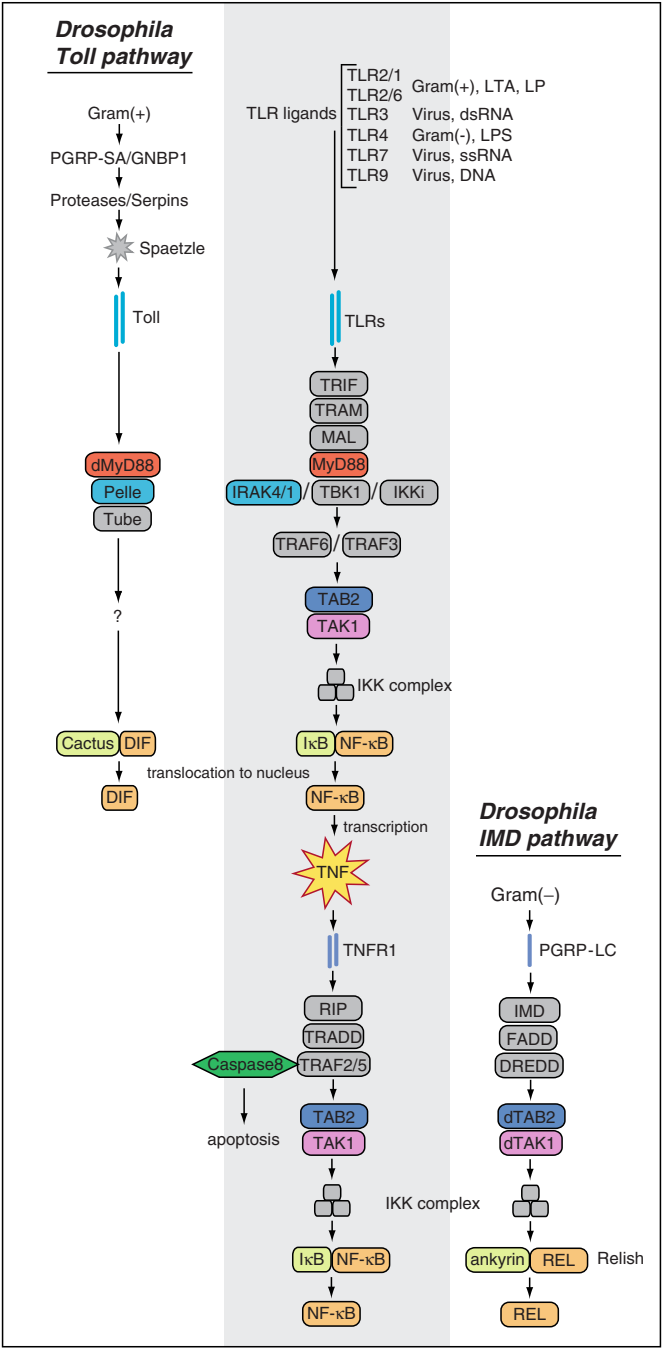 Drosophila
Toll pathway
Gram(+)
PGRP-SA/GNBP1
Proteases/Serpins
Spaetzle
Toll
dMyD88
Pelle
Tube
?
Cactus DIF
translocation to nucleus
DIF
TLR ligands
TLR2/1
TLR2/6
Gram(+), LTA, LP
TLR3 Virus, dsRNA
TLR4 Gram(-), LPS
TLR7 Virus, ssRNA
TLR9 Virus, DNA
TLRs
TRIF
TRAM
MAL
MyD88
IRAK4/1 / TBK1 / IKKi
TRAF6 / TRAF3
TAB2
TAK1
IKK complex
IκB NF-κB
NF-κB
transcription
TNF
TNFR1
RIP
TRADD
Caspase8 TRAF2/5
apoptosis
TAB2
TAK1
IKK complex
IκB NF-κB
NF-κB
Drosophila
IMD pathway
Gram(−)
PGRP-LC
IMD
FADD
DREDD
dTAB2
dTAK1
ankyrin REL Relish
REL